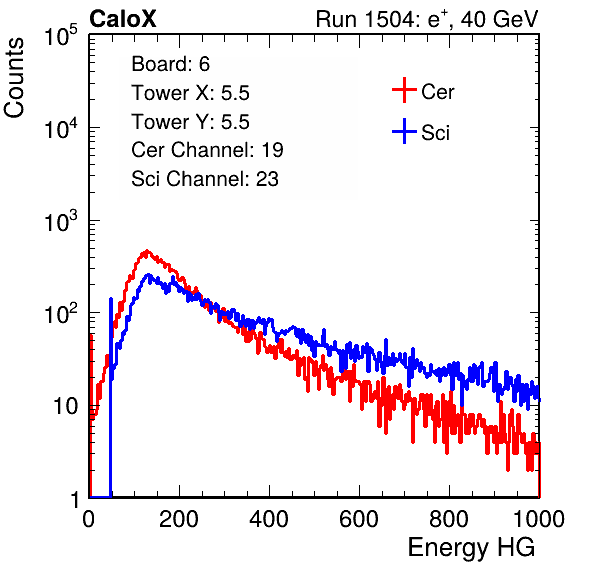 CaloX Run 1504: e⁺, 40 GeV
Counts
Board: 6
Tower X: 5.5
Tower Y: 5.5
Cer Channel: 19
Sci Channel: 23
Cer
Sci
10⁵
10⁴
10³
10²
10
1
0 200 400 600 800 1000
Energy HG